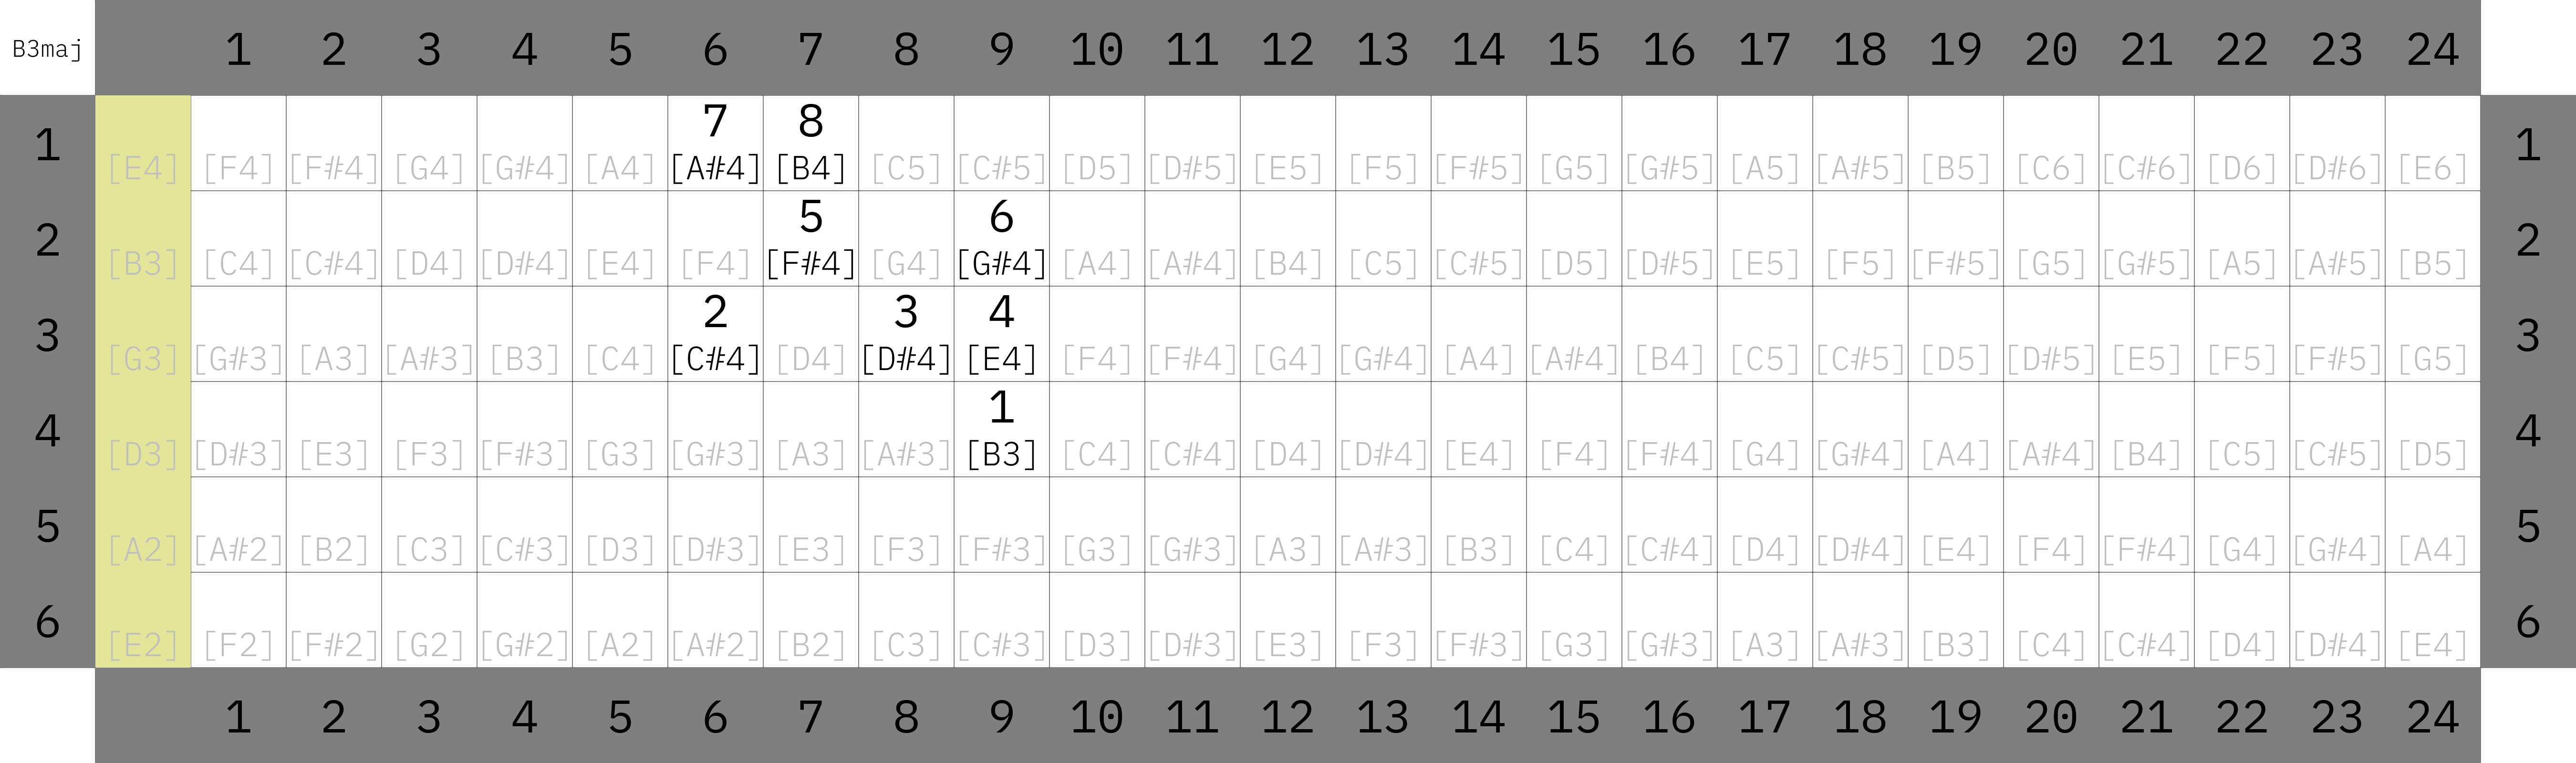 B3maj 1 2 3 4 5 6 7 8 9 10 11 12 13 14 15 16 17 18 19 20 21 22 23 24
7 8
1 [E4] [F4] [F#4] [G4] [G#4] [A4] [A#4] [B4] [C5] [C#5] [D5] [D#5] [E5] [F5] [F#5] [G5] [G#5] [A5] [A#5] [B5] [C6] [C#6] [D6] [D#6] [E6] 1
5 6
2 [B3] [C4] [C#4] [D4] [D#4] [E4] [F4] [F#4] [G4] [G#4] [A4] [A#4] [B4] [C5] [C#5] [D5] [D#5] [E5] [F5] [F#5] [G5] [G#5] [A5] [A#5] [B5] 2
2 3 4
3 [G3] [G#3] [A3] [A#3] [B3] [C4] [C#4] [D4] [D#4] [E4] [F4] [F#4] [G4] [G#4] [A4] [A#4] [B4] [C5] [C#5] [D5] [D#5] [E5] [F5] [F#5] [G5] 3
1
4 [D3] [D#3] [E3] [F3] [F#3] [G3] [G#3] [A3] [A#3] [B3] [C4] [C#4] [D4] [D#4] [E4] [F4] [F#4] [G4] [G#4] [A4] [A#4] [B4] [C5] [C#5] [D5] 4
5 [A2] [A#2] [B2] [C3] [C#3] [D3] [D#3] [E3] [F3] [F#3] [G3] [G#3] [A3] [A#3] [B3] [C4] [C#4] [D4] [D#4] [E4] [F4] [F#4] [G4] [G#4] [A4] 5
6 [E2] [F2] [F#2] [G2] [G#2] [A2] [A#2] [B2] [C3] [C#3] [D3] [D#3] [E3] [F3] [F#3] [G3] [G#3] [A3] [A#3] [B3] [C4] [C#4] [D4] [D#4] [E4] 6
1 2 3 4 5 6 7 8 9 10 11 12 13 14 15 16 17 18 19 20 21 22 23 24